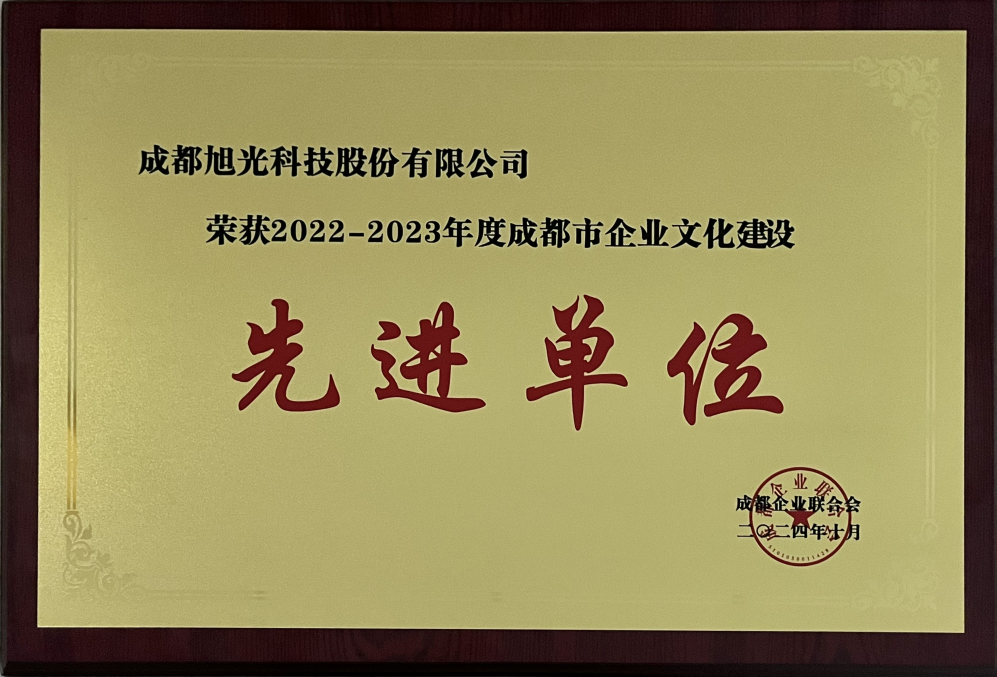 成都旭光科技股份有限公司
荣获2022-2023年度成都市企业文化建设
先进单位
成都企业联合会
二〇二四年十月